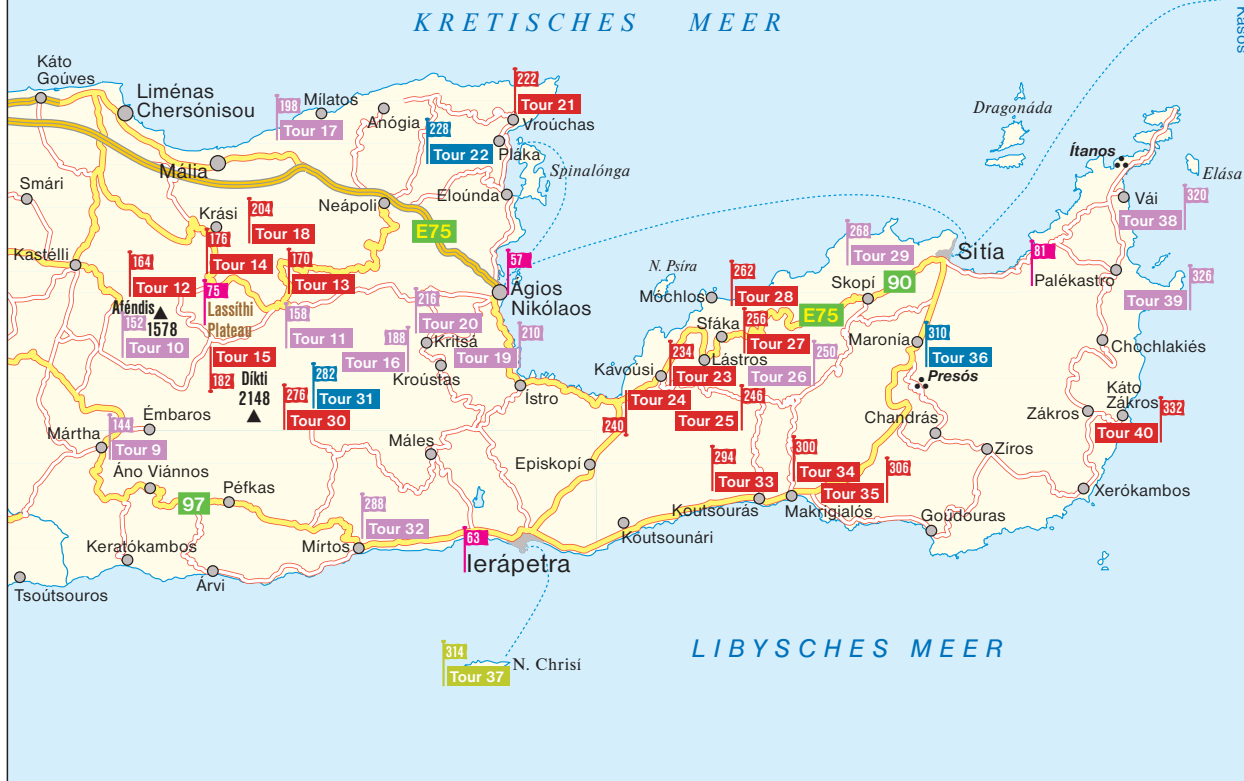 KRETISCHES MEER
Kásos
Káto
Goúves
Liménas
Chersónisou
198
Tour 17
Mílatos
Anógia
222
Tour 21
Vroúchas
228
Tour 22
Pláka
Spinalónga
Dragonáda
Ítanos
Elása
Mália
Smári
Neápoli
Eloúnda
E75
Vái
320
Tour 38
Krási
204
Tour 18
176
Tour 14
268
Tour 29
Sitía
Kastélli
164
Tour 12
170
Tour 13
57
Agios
Nikólaos
N. Psíra
262
Tour 28
Móchlos
Skopí
90
81
Palékastro
326
Tour 39
75
Aféndis
1578
Lassíthi
Plateau
152
Tour 10
158
Tour 11
216
Tour 20
188
Tour 16
Kritsá
210
Tour 19
Sfáka
256
Tour 27
E75
Maronía
310
Tour 36
Chochlakiés
Tour 15
182
Díkti
2148
282
Tour 31
Kroústas
Ístro
Kavoúsi
234
Tour 23
Lástros
250
Tour 26
Presós
276
Tour 30
Tour 24
240
246
Tour 25
Chandrás
Zákros
Káto
Zákros
332
Tour 40
144
Tour 9
Émbaros
Mártha
Máles
Episkopí
Zíros
Áno Viánnos
97
Péfkas
294
Tour 33
300
Tour 34
306
Tour 35
Xerókambos
288
Tour 32
Koutsourás
Makrigialós
Goudouras
Keratókambos
Mírtos
63
Ierápetra
Koutsounári
Tsoútsouros
Árvi
LIBYSCHES MEER
314
Tour 37
N. Chrisí